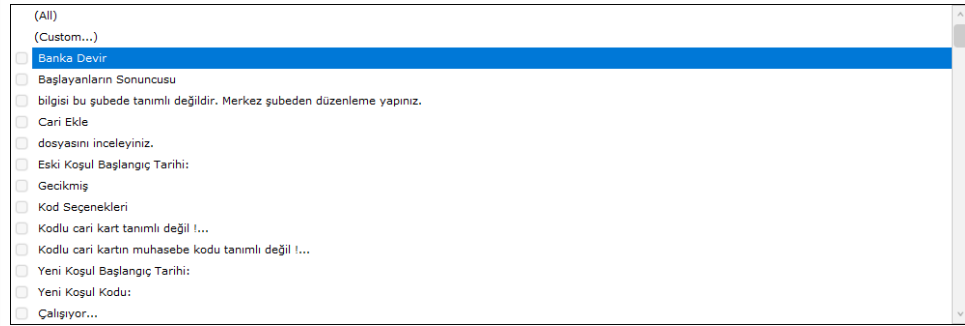 (All)
(Custom...)
Banka Devir
Başlayanların Sonuncusu
bilgisi bu şubede tanımlı değildir. Merkez şubeden düzenleme yapınız.
Cari Ekle
dosyasını inceleyiniz.
Eski Koşul Başlangıç Tarihi:
Gecikmiş
Kod Seçenekleri
Kodlu cari kart tanımlı değil !...
Kodlu cari kartın muhasebe kodu tanımlı değil !...
Yeni Koşul Başlangıç Tarihi:
Yeni Koşul Kodu:
Çalışıyor...